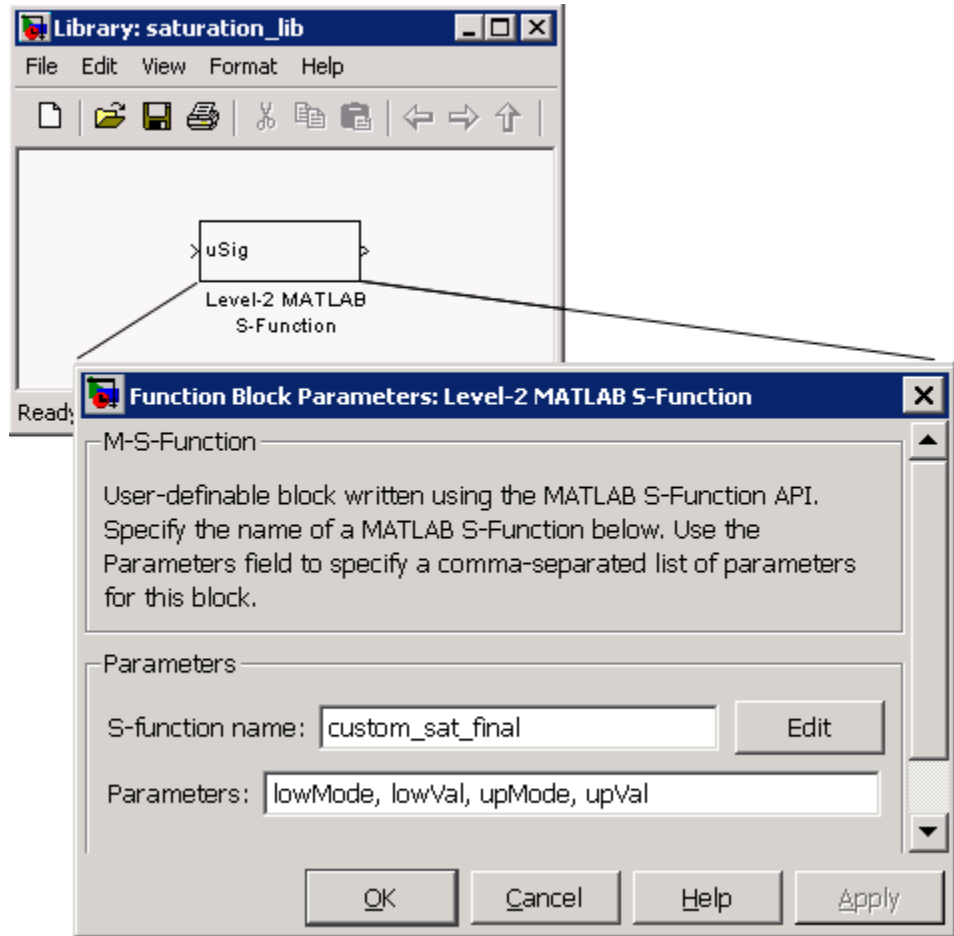 Library: saturation_lib
File Edit View Format Help
uSig
Level-2 MATLAB
S-Function
Ready
Function Block Parameters: Level-2 MATLAB S-Function
M-S-Function
User-definable block written using the MATLAB S-Function API.
Specify the name of a MATLAB S-Function below. Use the
Parameters field to specify a comma-separated list of parameters
for this block.
Parameters
S-function name: custom_sat_final Edit
Parameters: lowMode, lowVal, upMode, upVal
OK Cancel Help Apply